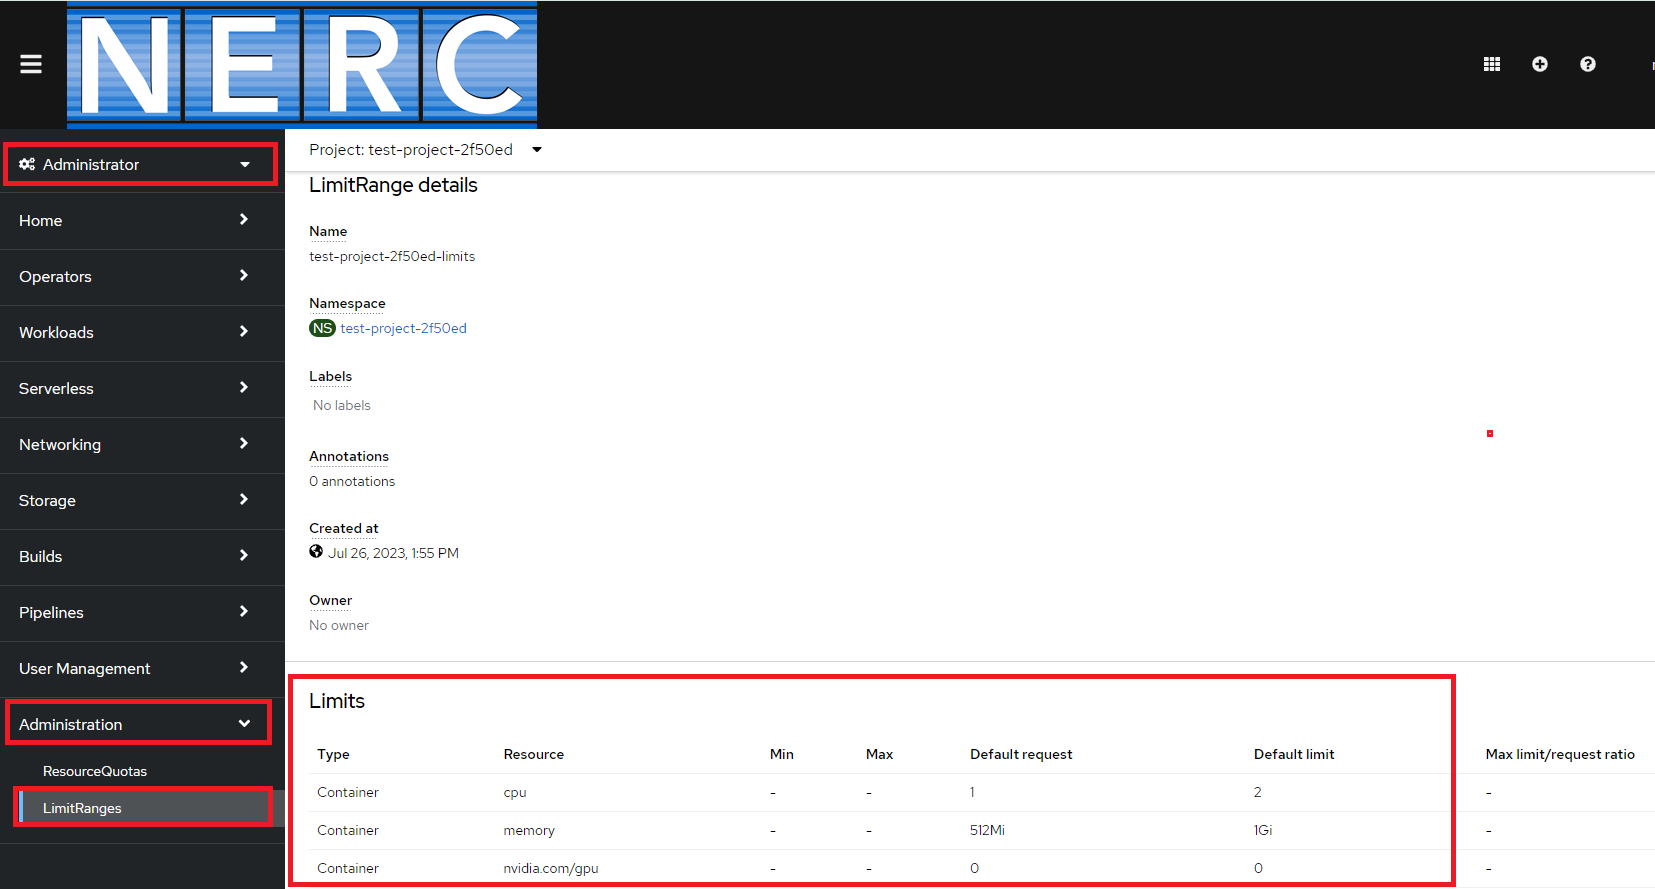 NERC
Administrator
Home
Operators
Workloads
Serverless
Networking
Storage
Builds
Pipelines
User Management
Administration
ResourceQuotas
LimitRanges
Project: test-project-2f50ed
LimitRange details
Name
test-project-2f50ed-limits
Namespace
NS test-project-2f50ed
Labels
No labels
Annotations
0 annotations
Created at
Jul 26, 2023, 1:55 PM
Owner
No owner
Limits
Type Resource Min Max Default request Default limit Max limit/request ratio
Container cpu - - 1 2 -
Container memory - - 512Mi 1Gi -
Container nvidia.com/gpu - - 0 0 -